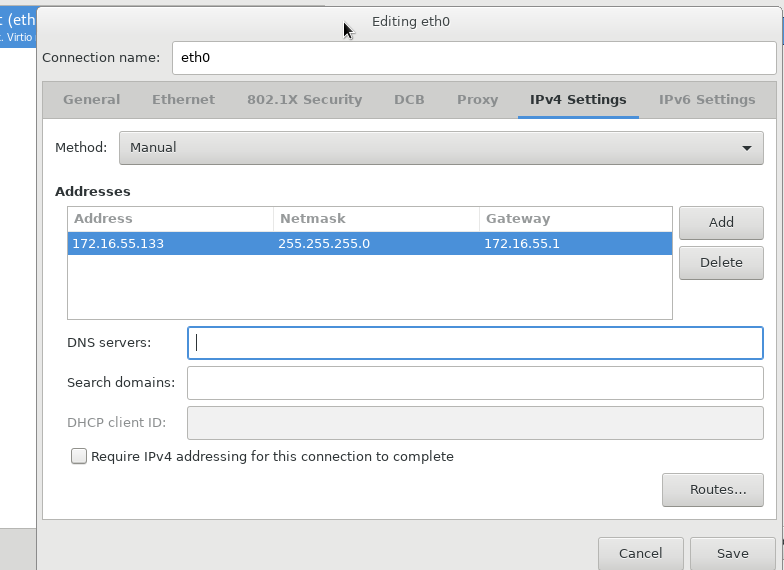 Editing eth0
t (eth
. Virtio
Connection name: eth0
General Ethernet 802.1X Security DCB Proxy IPv4 Settings IPv6 Settings
Method: Manual
Addresses
Address Netmask Gateway
172.16.55.133 255.255.255.0 172.16.55.1
Add
Delete
DNS servers:
Search domains:
DHCP client ID:
Require IPv4 addressing for this connection to complete
Routes...
Cancel Save